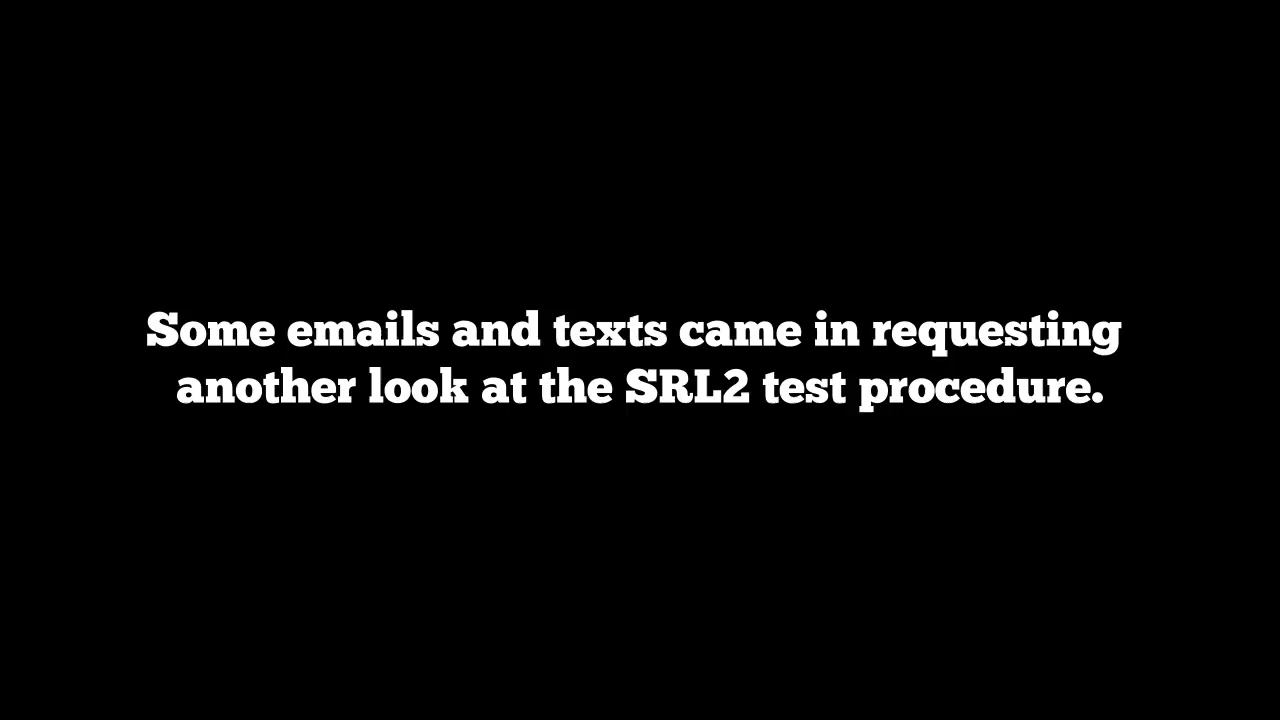 Some emails and texts came in requesting
another look at the SRL2 test procedure.